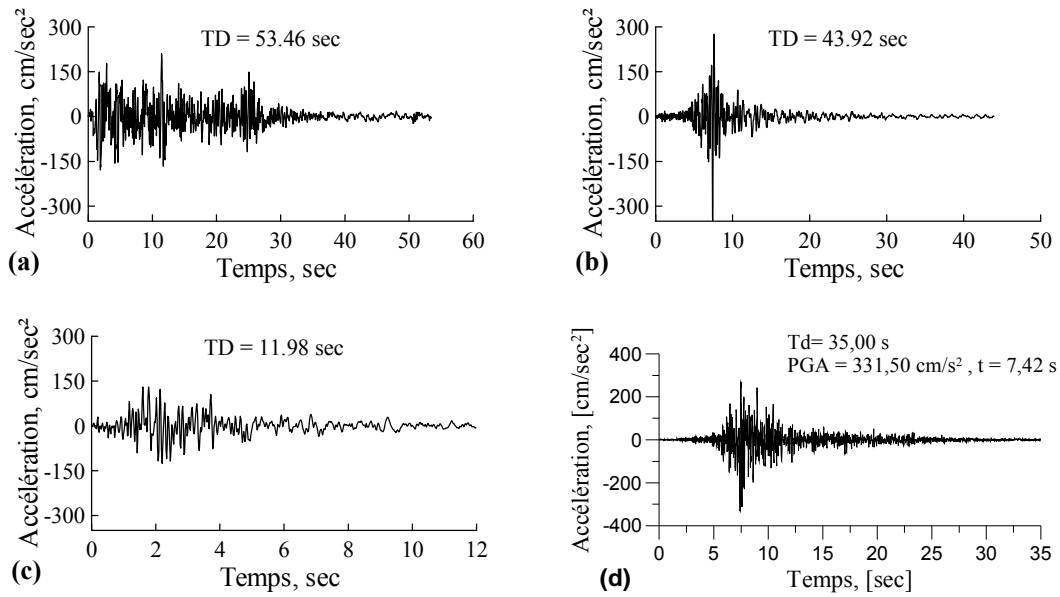 Accélération, cm/sec²
300
150
0
-150
-300
TD = 53.46 sec
0 10 20 30 40 50 60
Temps, sec
(a)
Accélération, cm/sec²
300
150
0
-150
-300
TD = 43.92 sec
0 10 20 30 40 50
Temps, sec
(b)
Accélération, cm/sec²
300
150
0
-150
-300
TD = 11.98 sec
0 2 4 6 8 10 12
Temps, sec
(c)
Accélération, [cm/sec²]
400
200
0
-200
-400
Td= 35,00 s
PGA = 331,50 cm/s² , t = 7,42 s
0 5 10 15 20 25 30 35
Temps, [sec]
(d)